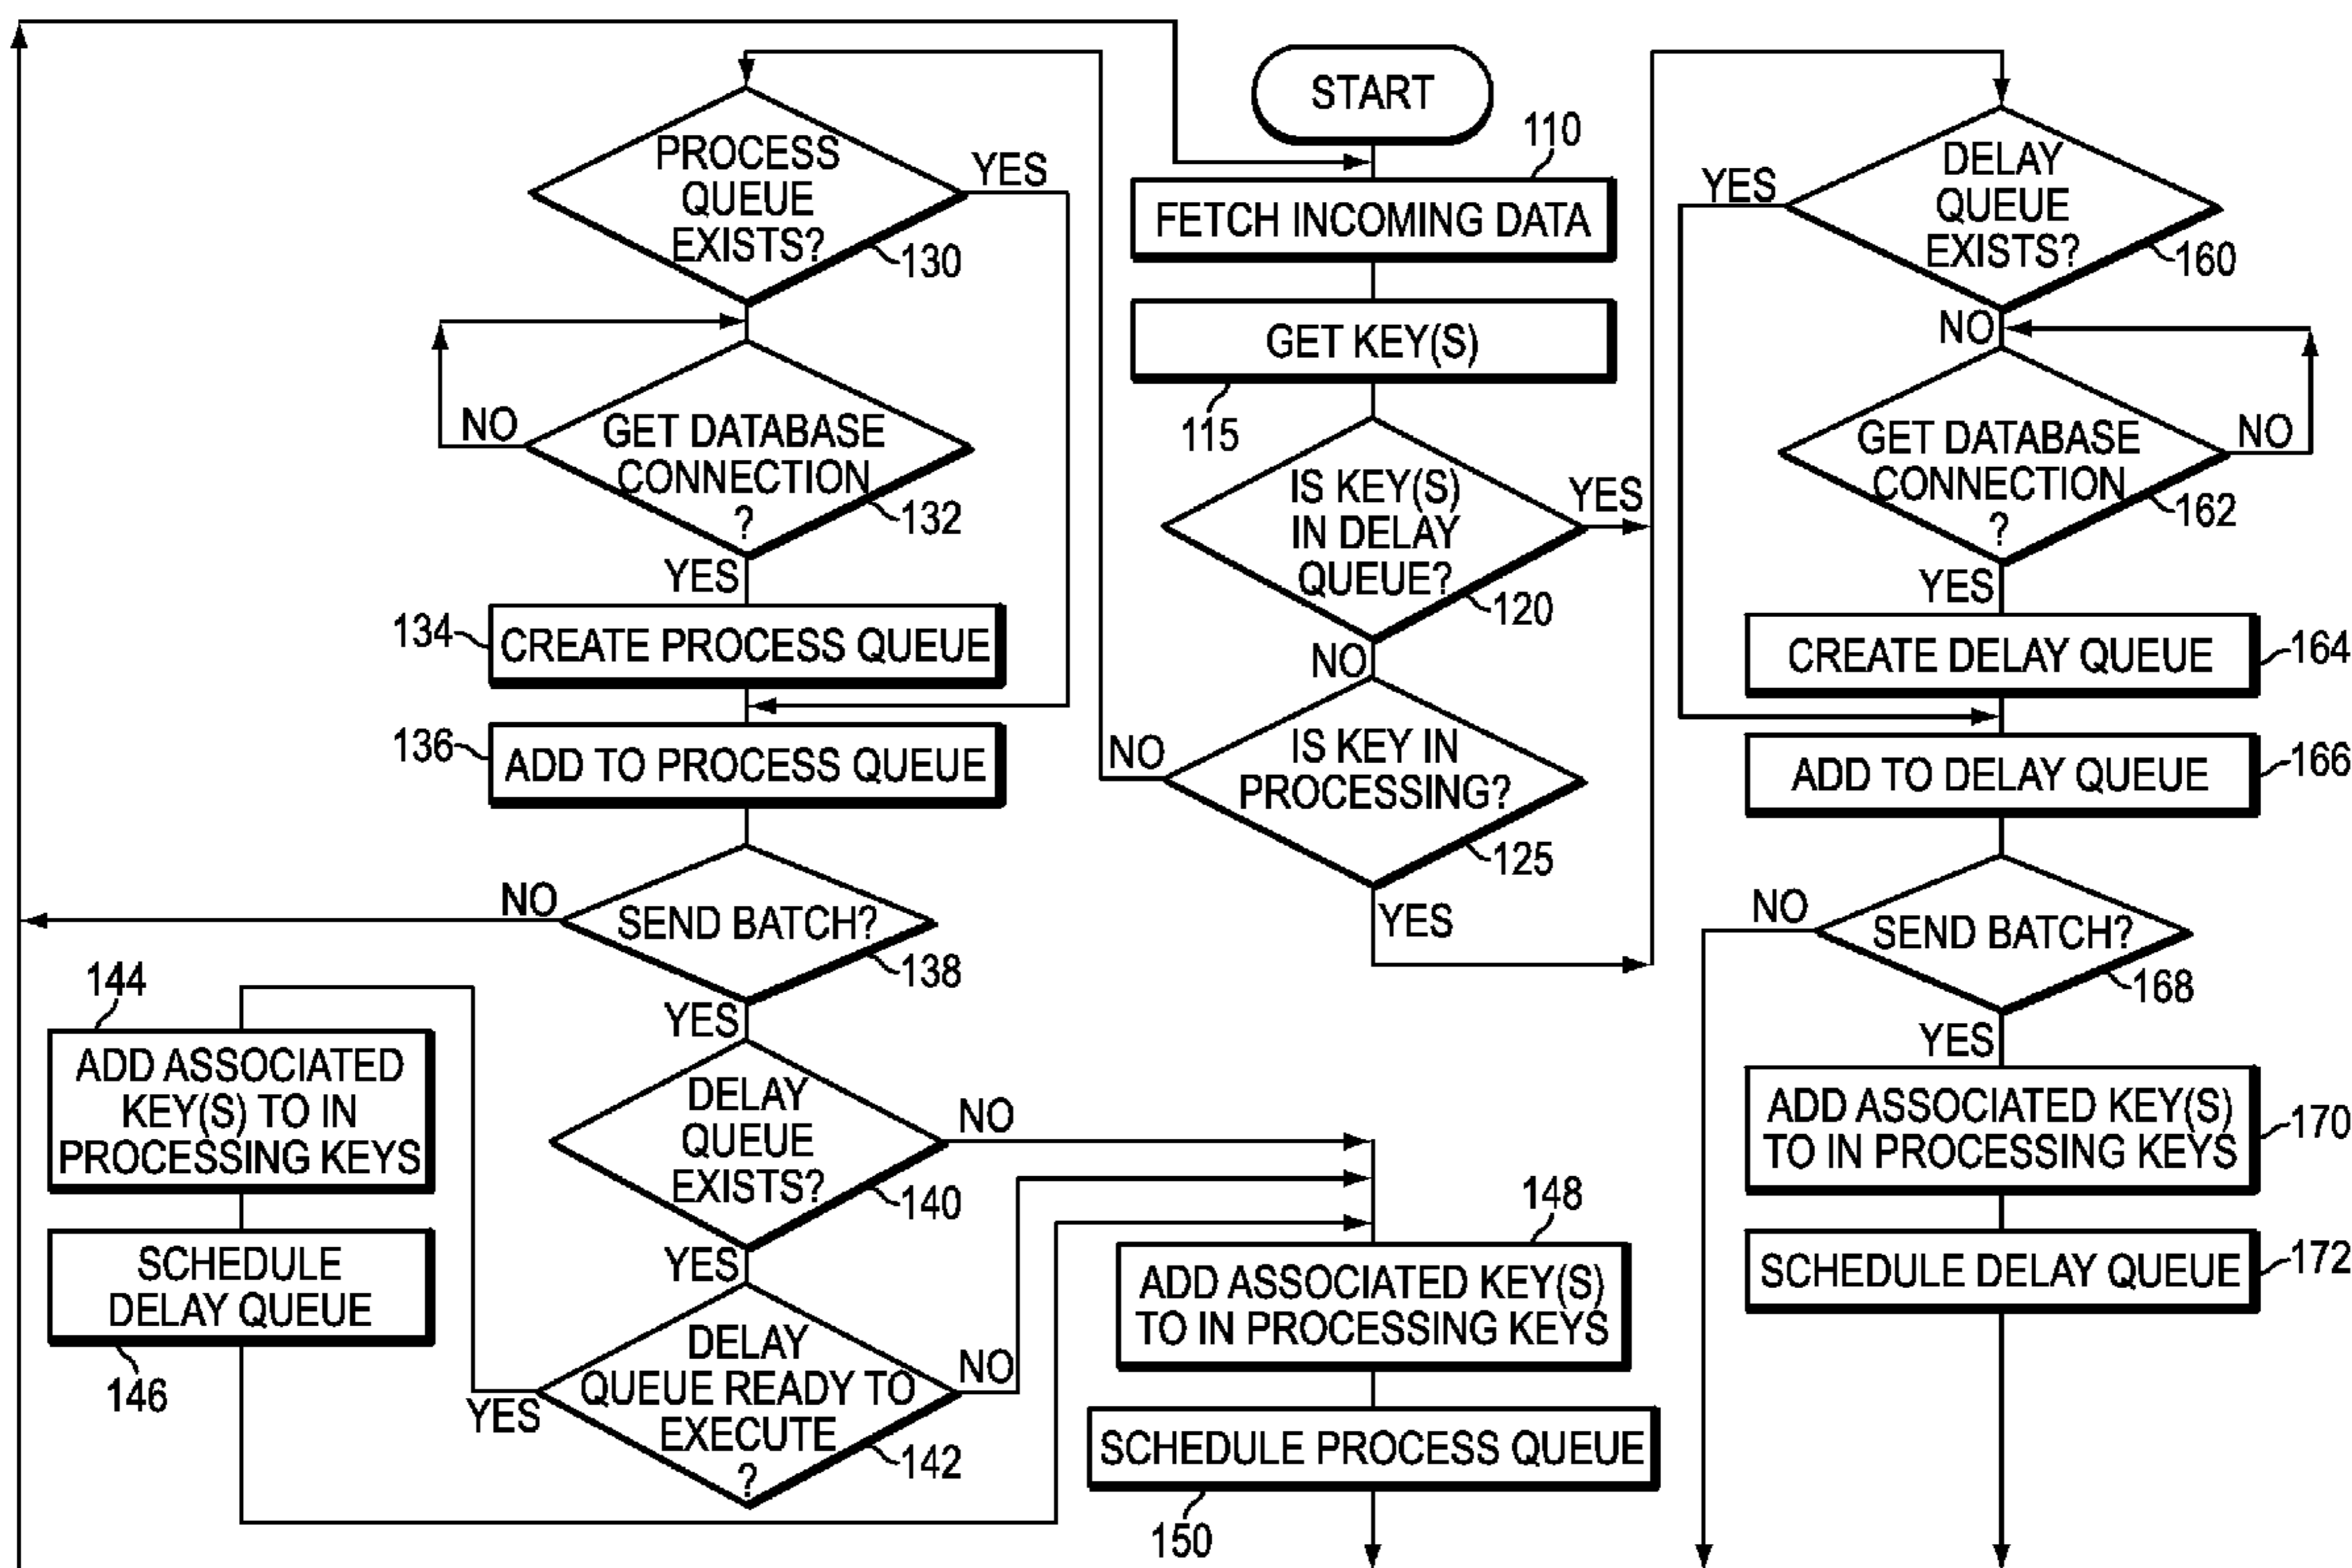 START
110
FETCH INCOMING DATA
GET KEY(S)
115
IS KEY(S)
IN DELAY
QUEUE?
YES
120
NO
IS KEY IN
PROCESSING?
NO
125
YES
PROCESS
QUEUE
EXISTS?
YES
130
GET DATABASE
CONNECTION
?
NO
132
YES
134
CREATE PROCESS QUEUE
136
ADD TO PROCESS QUEUE
NO
SEND BATCH?
138
YES
DELAY
QUEUE
EXISTS?
NO
140
YES
DELAY
QUEUE READY TO
EXECUTE
?
NO
YES
142
144
ADD ASSOCIATED
KEY(S) TO IN
PROCESSING KEYS
SCHEDULE
DELAY QUEUE
146
148
ADD ASSOCIATED KEY(S)
TO IN PROCESSING KEYS
SCHEDULE PROCESS QUEUE
150
DELAY
QUEUE
EXISTS?
YES
160
NO
GET DATABASE
CONNECTION
?
NO
162
YES
CREATE DELAY QUEUE
164
ADD TO DELAY QUEUE
166
NO
SEND BATCH?
168
YES
ADD ASSOCIATED KEY(S)
TO IN PROCESSING KEYS
170
SCHEDULE DELAY QUEUE
172